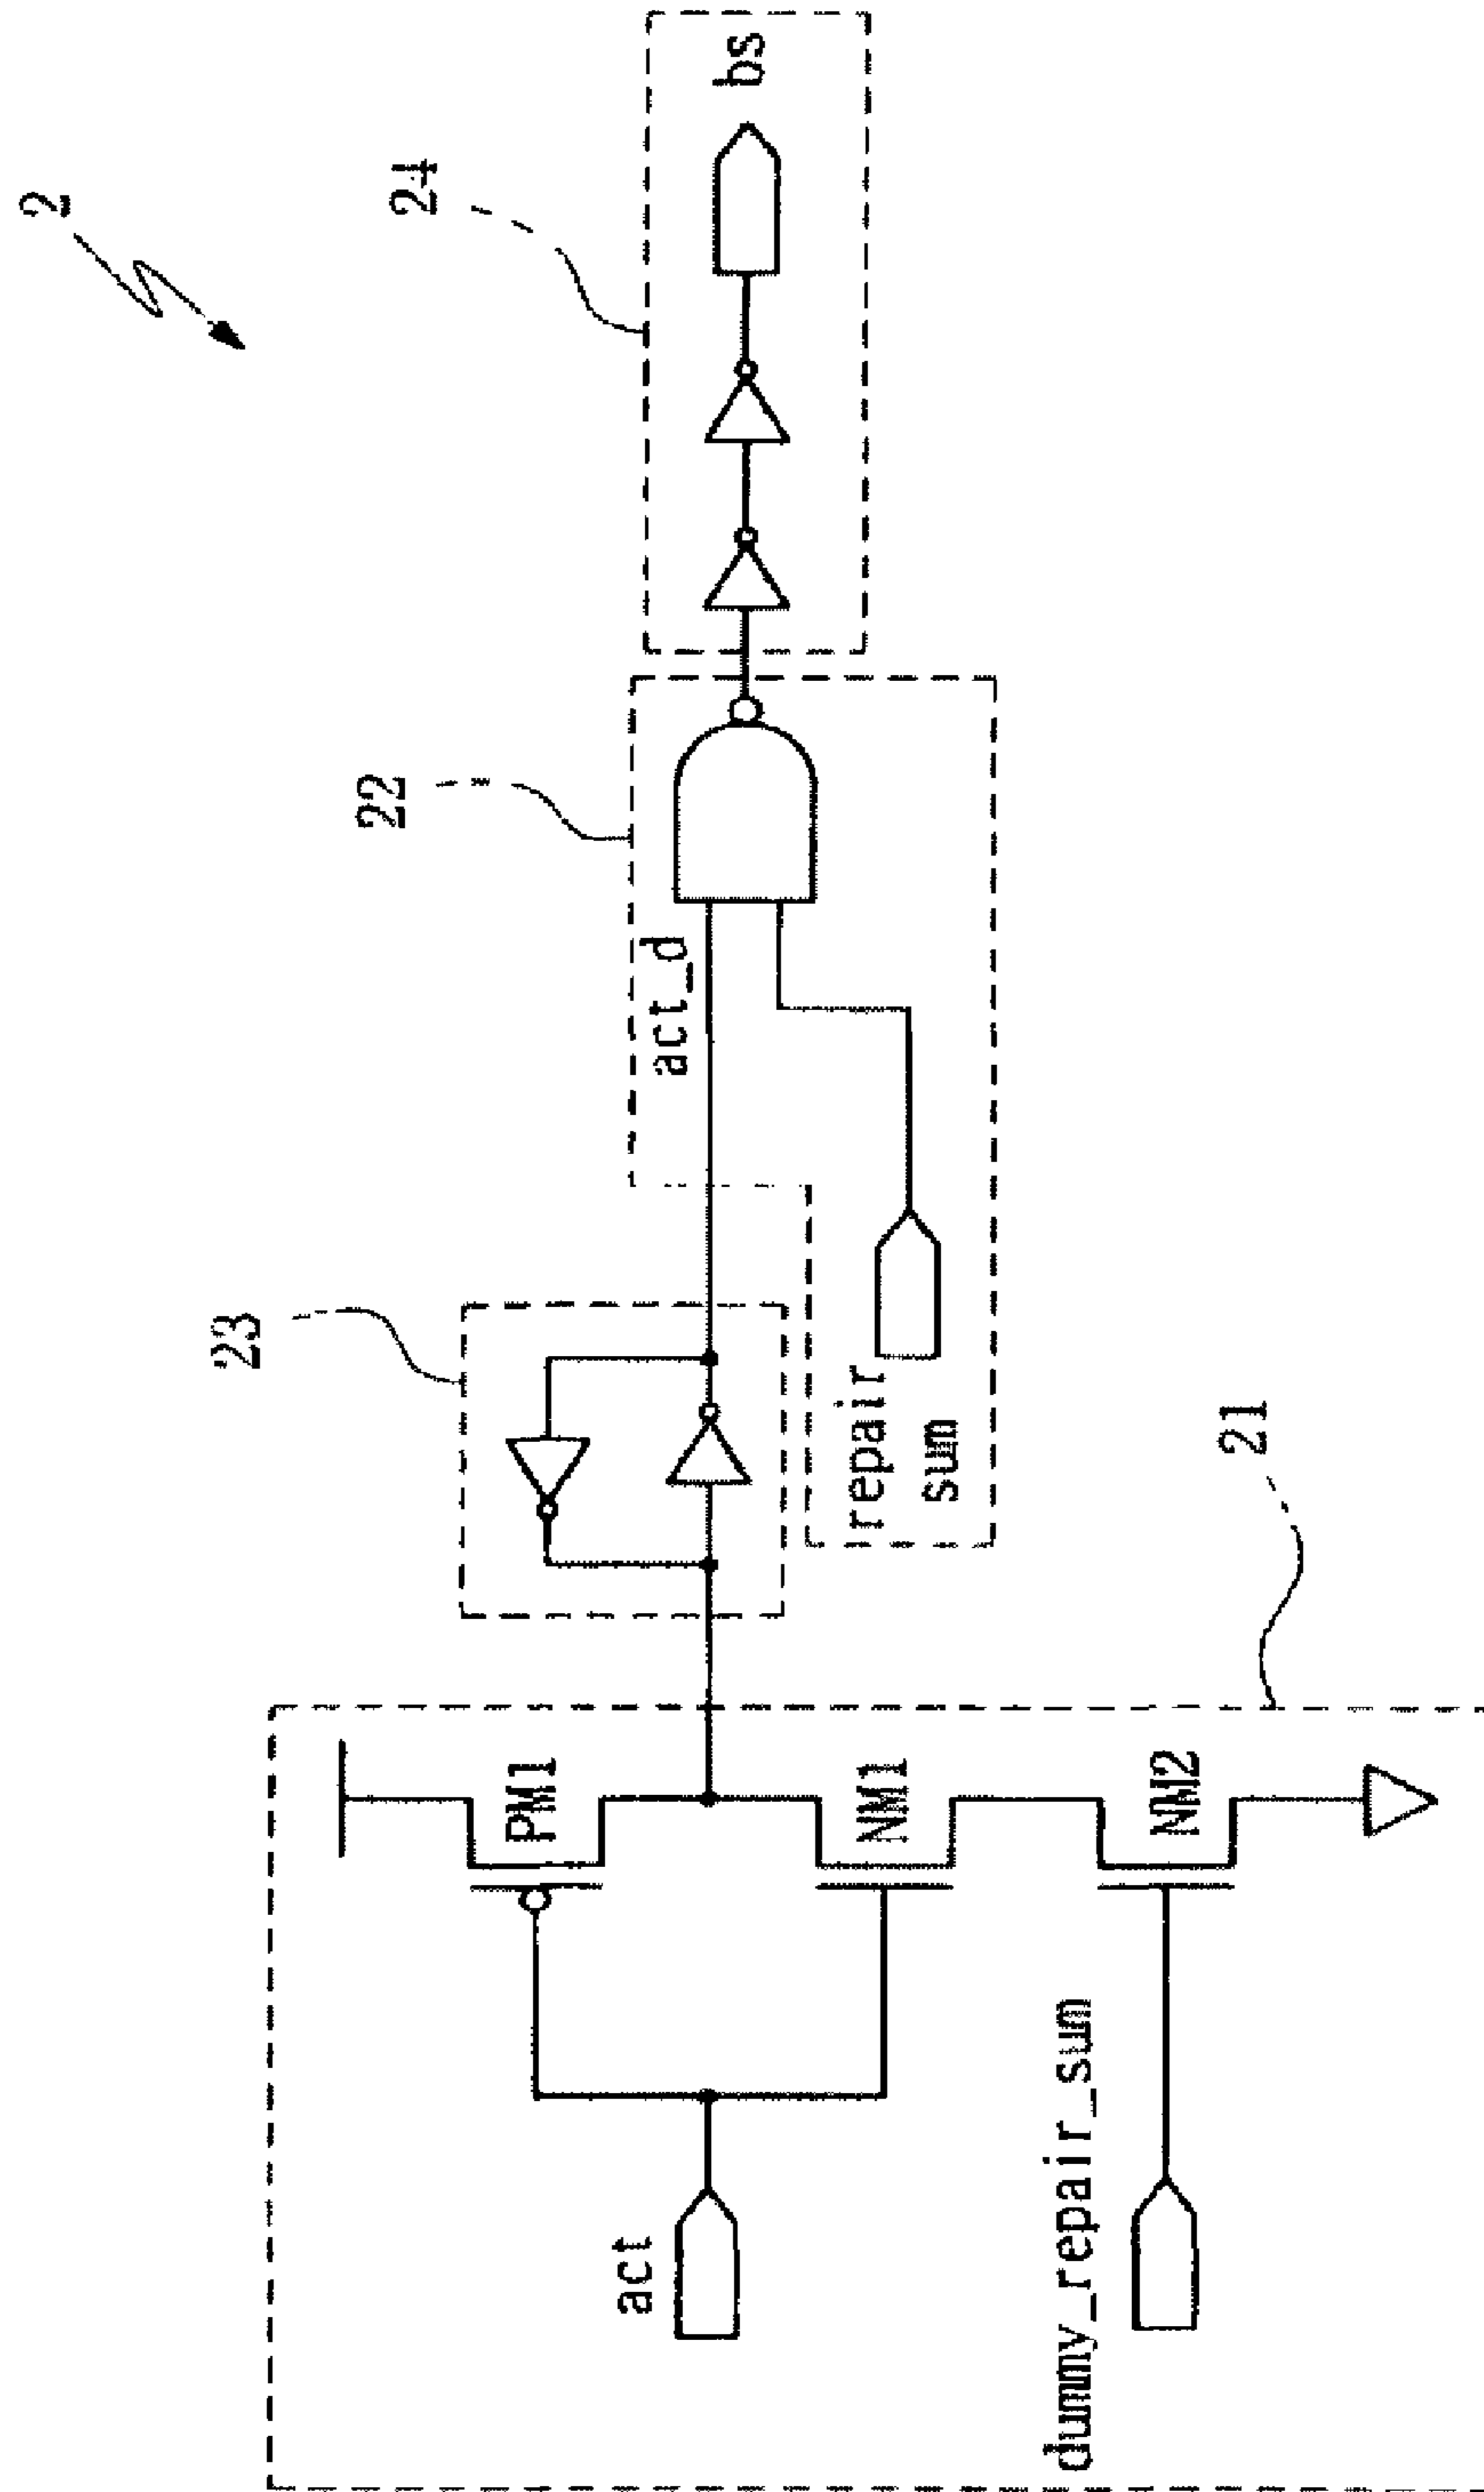 2
21
act
PM1
NM1
dummy_repair_sum
NM2
23
22
act_d
repair
sum
24
bs